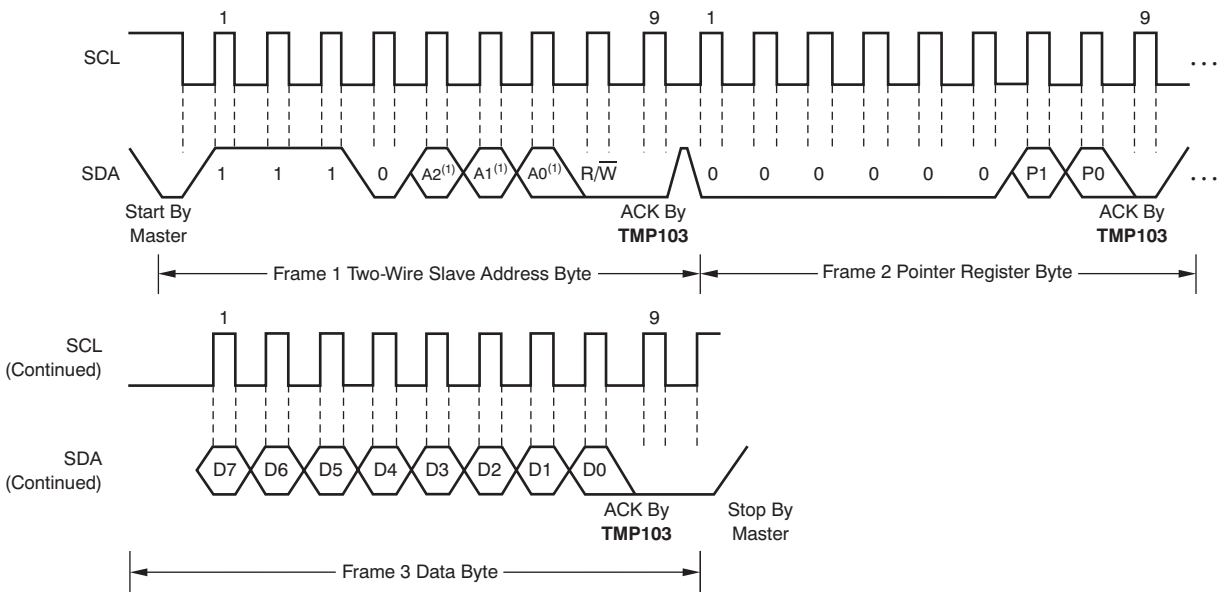 1 9 1 9
SCL ...
SDA 1 1 1 0 A2(1) A1(1) A0(1) R/W̅ 0 0 0 0 0 0 P1 P0 ...
Start By
Master
ACK By
TMP103
ACK By
TMP103
Frame 1 Two-Wire Slave Address Byte
Frame 2 Pointer Register Byte
1 9
SCL
(Continued)
SDA
(Continued)
D7 D6 D5 D4 D3 D2 D1 D0
ACK By
TMP103
Stop By
Master
Frame 3 Data Byte